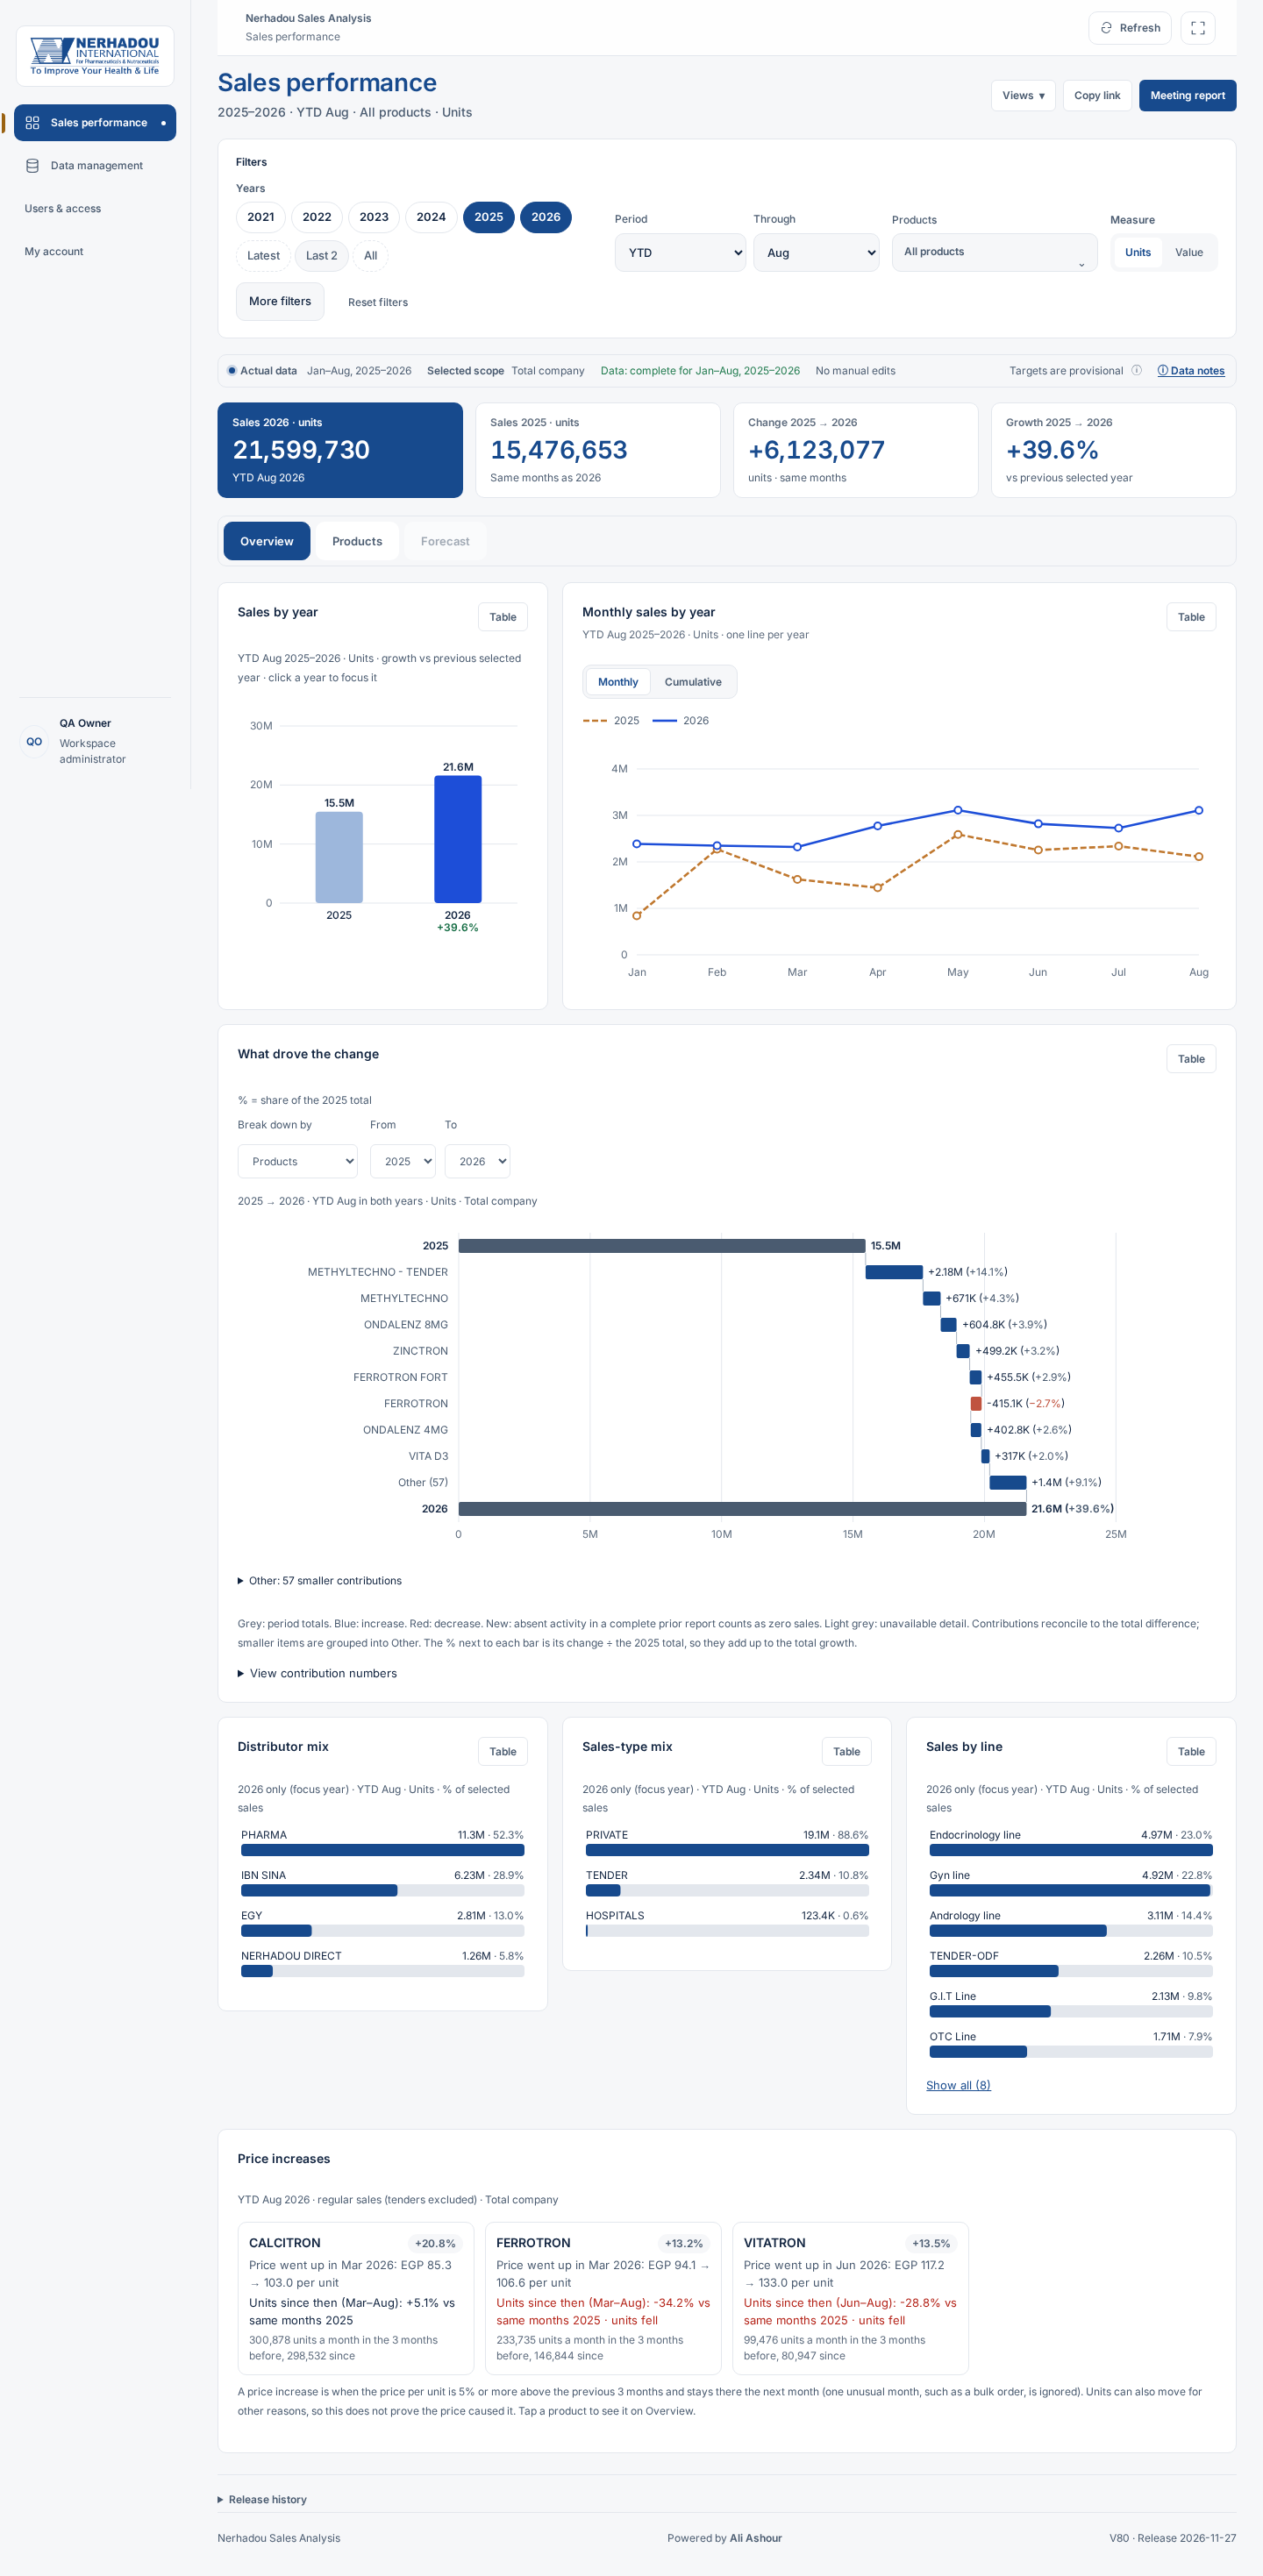 NERHADOU
INTERNATIONAL
For Pharmaceuticals & Nutraceuticals
To Improve Your Health & Life
Sales performance
Data management
Users & access
My account
QO
QA Owner
Workspace
administrator
Nerhadou Sales Analysis
Sales performance
Refresh
Sales performance
2025–2026 · YTD Aug · All products · Units
Views ▾
Copy link
Meeting report
Filters
Years
2021
2022
2023
2024
2025
2026
Latest
Last 2
All
Period
YTD
Through
Aug
Products
All products
Measure
Units
Value
More filters
Reset filters
Actual data Jan–Aug, 2025–2026
Selected scope Total company
Data: complete for Jan–Aug, 2025–2026
No manual edits
Targets are provisional ⓘ
ⓘ Data notes
Sales 2026 · units
21,599,730
YTD Aug 2026
Sales 2025 · units
15,476,653
Same months as 2026
Change 2025 → 2026
+6,123,077
units · same months
Growth 2025 → 2026
+39.6%
vs previous selected year
Overview
Products
Forecast
Sales by year
Table
YTD Aug 2025–2026 · Units · growth vs previous selected
year · click a year to focus it
30M
20M
10M
0
15.5M
21.6M
2025
2026
+39.6%
Monthly sales by year
Table
YTD Aug 2025–2026 · Units · one line per year
Monthly
Cumulative
2025
2026
4M
3M
2M
1M
0
Jan
Feb
Mar
Apr
May
Jun
Jul
Aug
What drove the change
Table
% = share of the 2025 total
Break down by
From
To
Products
2025
2026
2025 → 2026 · YTD Aug in both years · Units · Total company
2025 15.5M
METHYLTECHNO - TENDER +2.18M (+14.1%)
METHYLTECHNO +671K (+4.3%)
ONDALENZ 8MG +604.8K (+3.9%)
ZINCTRON +499.2K (+3.2%)
FERROTRON FORT +455.5K (+2.9%)
FERROTRON -415.1K (−2.7%)
ONDALENZ 4MG +402.8K (+2.6%)
VITA D3 +317K (+2.0%)
Other (57) +1.4M (+9.1%)
2026 21.6M (+39.6%)
0
5M
10M
15M
20M
25M
Other: 57 smaller contributions
Grey: period totals. Blue: increase. Red: decrease. New: absent activity in a complete prior report counts as zero sales. Light grey: unavailable detail. Contributions reconcile to the total difference;
smaller items are grouped into Other. The % next to each bar is its change ÷ the 2025 total, so they add up to the total growth.
View contribution numbers
Distributor mix
Table
2026 only (focus year) · YTD Aug · Units · % of selected
sales
PHARMA 11.3M · 52.3%
IBN SINA 6.23M · 28.9%
EGY 2.81M · 13.0%
NERHADOU DIRECT 1.26M · 5.8%
Sales-type mix
Table
2026 only (focus year) · YTD Aug · Units · % of selected
sales
PRIVATE 19.1M · 88.6%
TENDER 2.34M · 10.8%
HOSPITALS 123.4K · 0.6%
Sales by line
Table
2026 only (focus year) · YTD Aug · Units · % of selected
sales
Endocrinology line 4.97M · 23.0%
Gyn line 4.92M · 22.8%
Andrology line 3.11M · 14.4%
TENDER-ODF 2.26M · 10.5%
G.I.T Line 2.13M · 9.8%
OTC Line 1.71M · 7.9%
Show all (8)
Price increases
YTD Aug 2026 · regular sales (tenders excluded) · Total company
CALCITRON +20.8%
Price went up in Mar 2026: EGP 85.3
→ 103.0 per unit
Units since then (Mar–Aug): +5.1% vs
same months 2025
300,878 units a month in the 3 months
before, 298,532 since
FERROTRON +13.2%
Price went up in Mar 2026: EGP 94.1 →
106.6 per unit
Units since then (Mar–Aug): -34.2% vs
same months 2025 · units fell
233,735 units a month in the 3 months
before, 146,844 since
VITATRON +13.5%
Price went up in Jun 2026: EGP 117.2
→ 133.0 per unit
Units since then (Jun–Aug): -28.8% vs
same months 2025 · units fell
99,476 units a month in the 3 months
before, 80,947 since
A price increase is when the price per unit is 5% or more above the previous 3 months and stays there the next month (one unusual month, such as a bulk order, is ignored). Units can also move for
other reasons, so this does not prove the price caused it. Tap a product to see it on Overview.
Release history
Nerhadou Sales Analysis
Powered by Ali Ashour
V80 · Release 2026-11-27